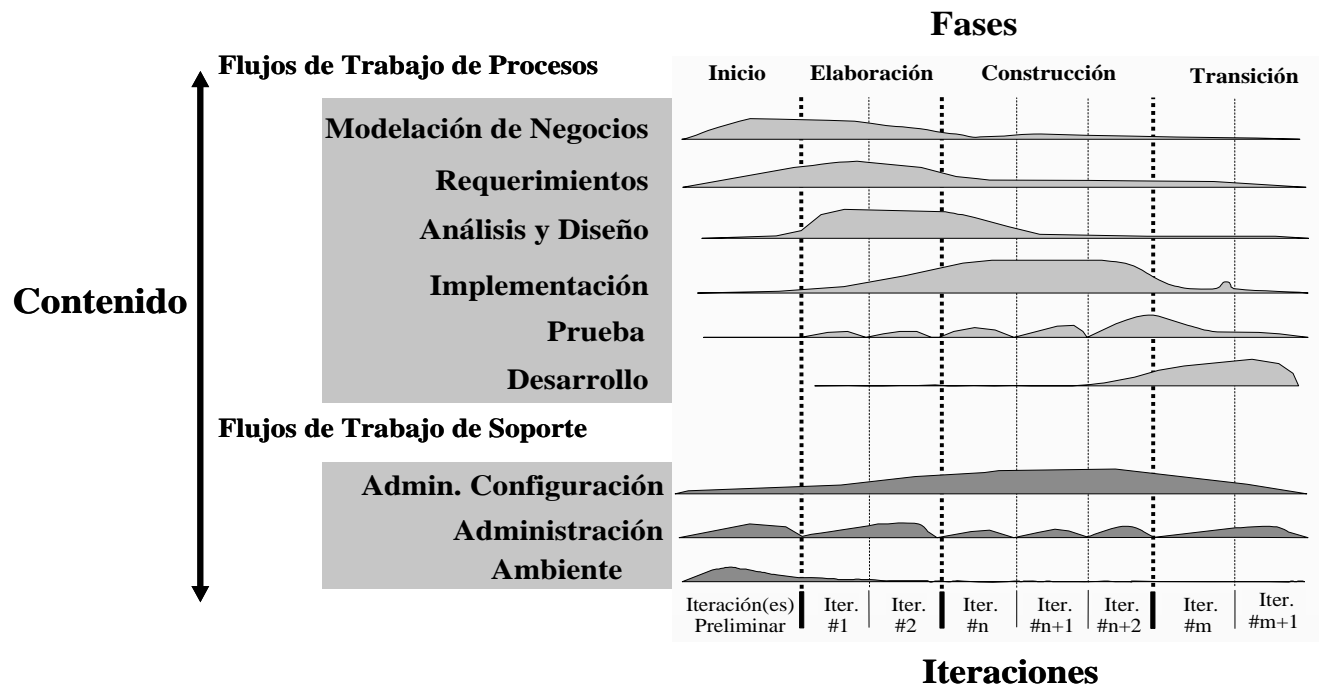 Fases
Flujos de Trabajo de Procesos
Inicio Elaboración Construcción Transición
Modelación de Negocios
Requerimientos
Análisis y Diseño
Implementación
Prueba
Desarrollo
Contenido
Flujos de Trabajo de Soporte
Admin. Configuración
Administración
Ambiente
Iteración(es) Iter. Iter. Iter. Iter. Iter. Iter. Iter.
Preliminar #1 #2 #n #n+1 #n+2 #m #m+1
Iteraciones